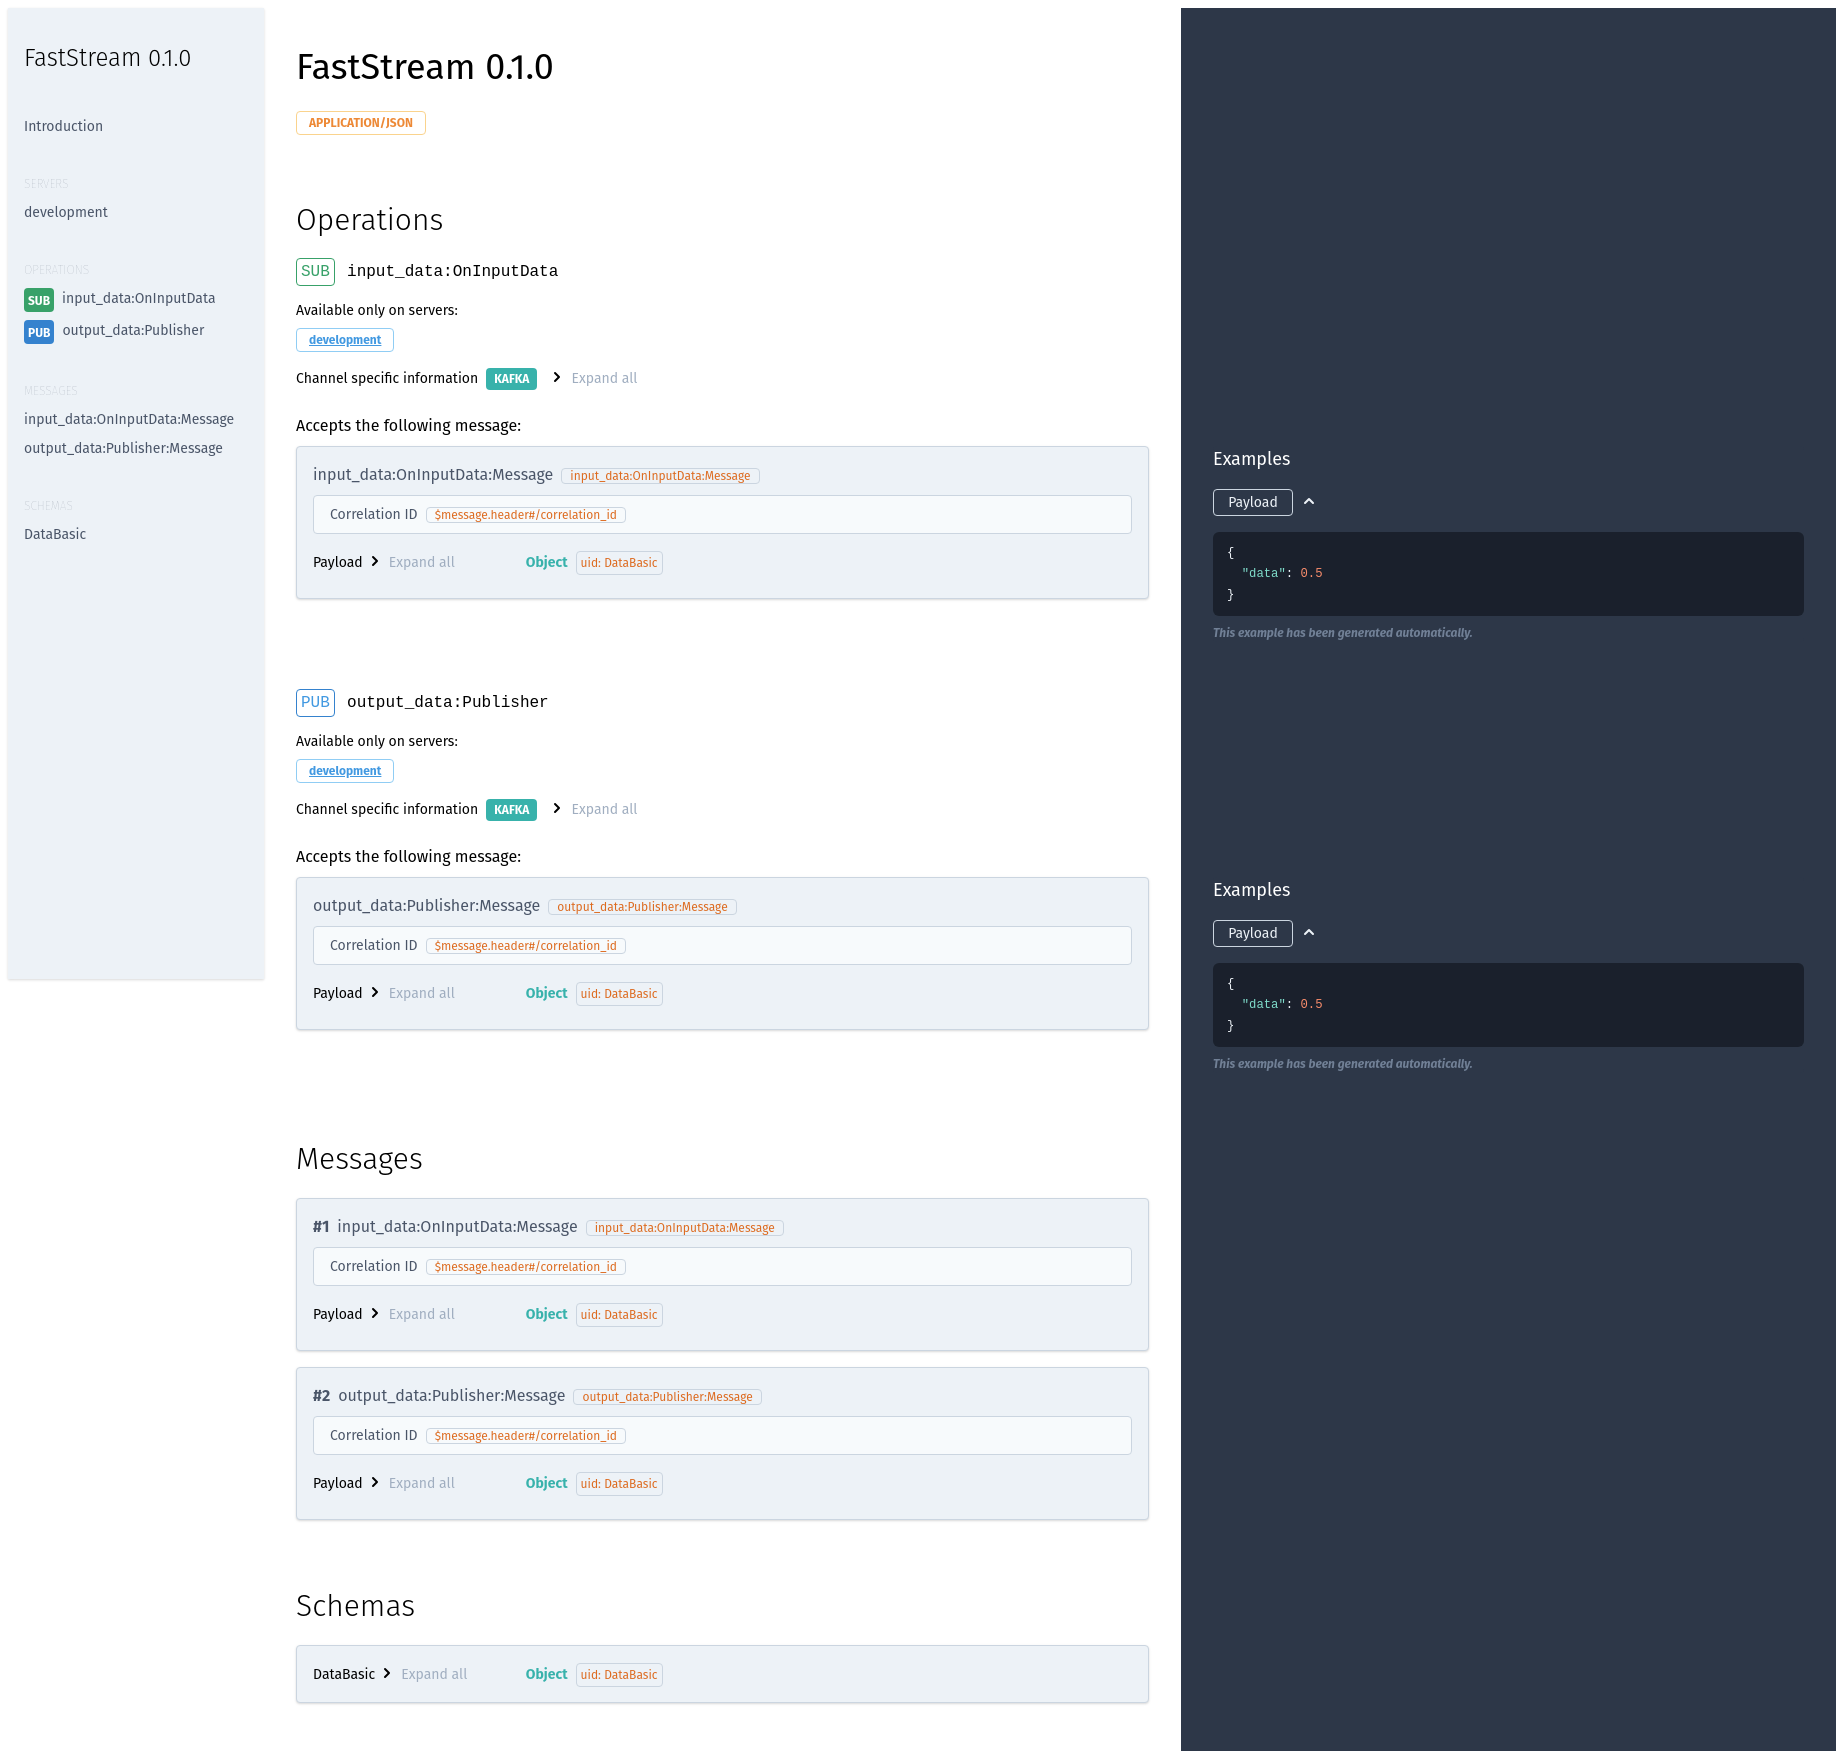 FastStream 0.1.0
Introduction
SERVERS
development
OPERATIONS
SUB input_data:OnInputData
PUB output_data:Publisher
MESSAGES
input_data:OnInputData:Message
output_data:Publisher:Message
SCHEMAS
DataBasic
FastStream 0.1.0
APPLICATION/JSON
Operations
SUB input_data:OnInputData
Available only on servers:
development
Channel specific information KAFKA Expand all
Accepts the following message:
input_data:OnInputData:Message input_data:OnInputData:Message
Correlation ID $message.header#/correlation_id
Payload Expand all Object uid: DataBasic
Examples
Payload
{
"data": 0.5
}
This example has been generated automatically.
PUB output_data:Publisher
Available only on servers:
development
Channel specific information KAFKA Expand all
Accepts the following message:
output_data:Publisher:Message output_data:Publisher:Message
Correlation ID $message.header#/correlation_id
Payload Expand all Object uid: DataBasic
Examples
Payload
{
"data": 0.5
}
This example has been generated automatically.
Messages
#1 input_data:OnInputData:Message input_data:OnInputData:Message
Correlation ID $message.header#/correlation_id
Payload Expand all Object uid: DataBasic
#2 output_data:Publisher:Message output_data:Publisher:Message
Correlation ID $message.header#/correlation_id
Payload Expand all Object uid: DataBasic
Schemas
DataBasic Expand all Object uid: DataBasic